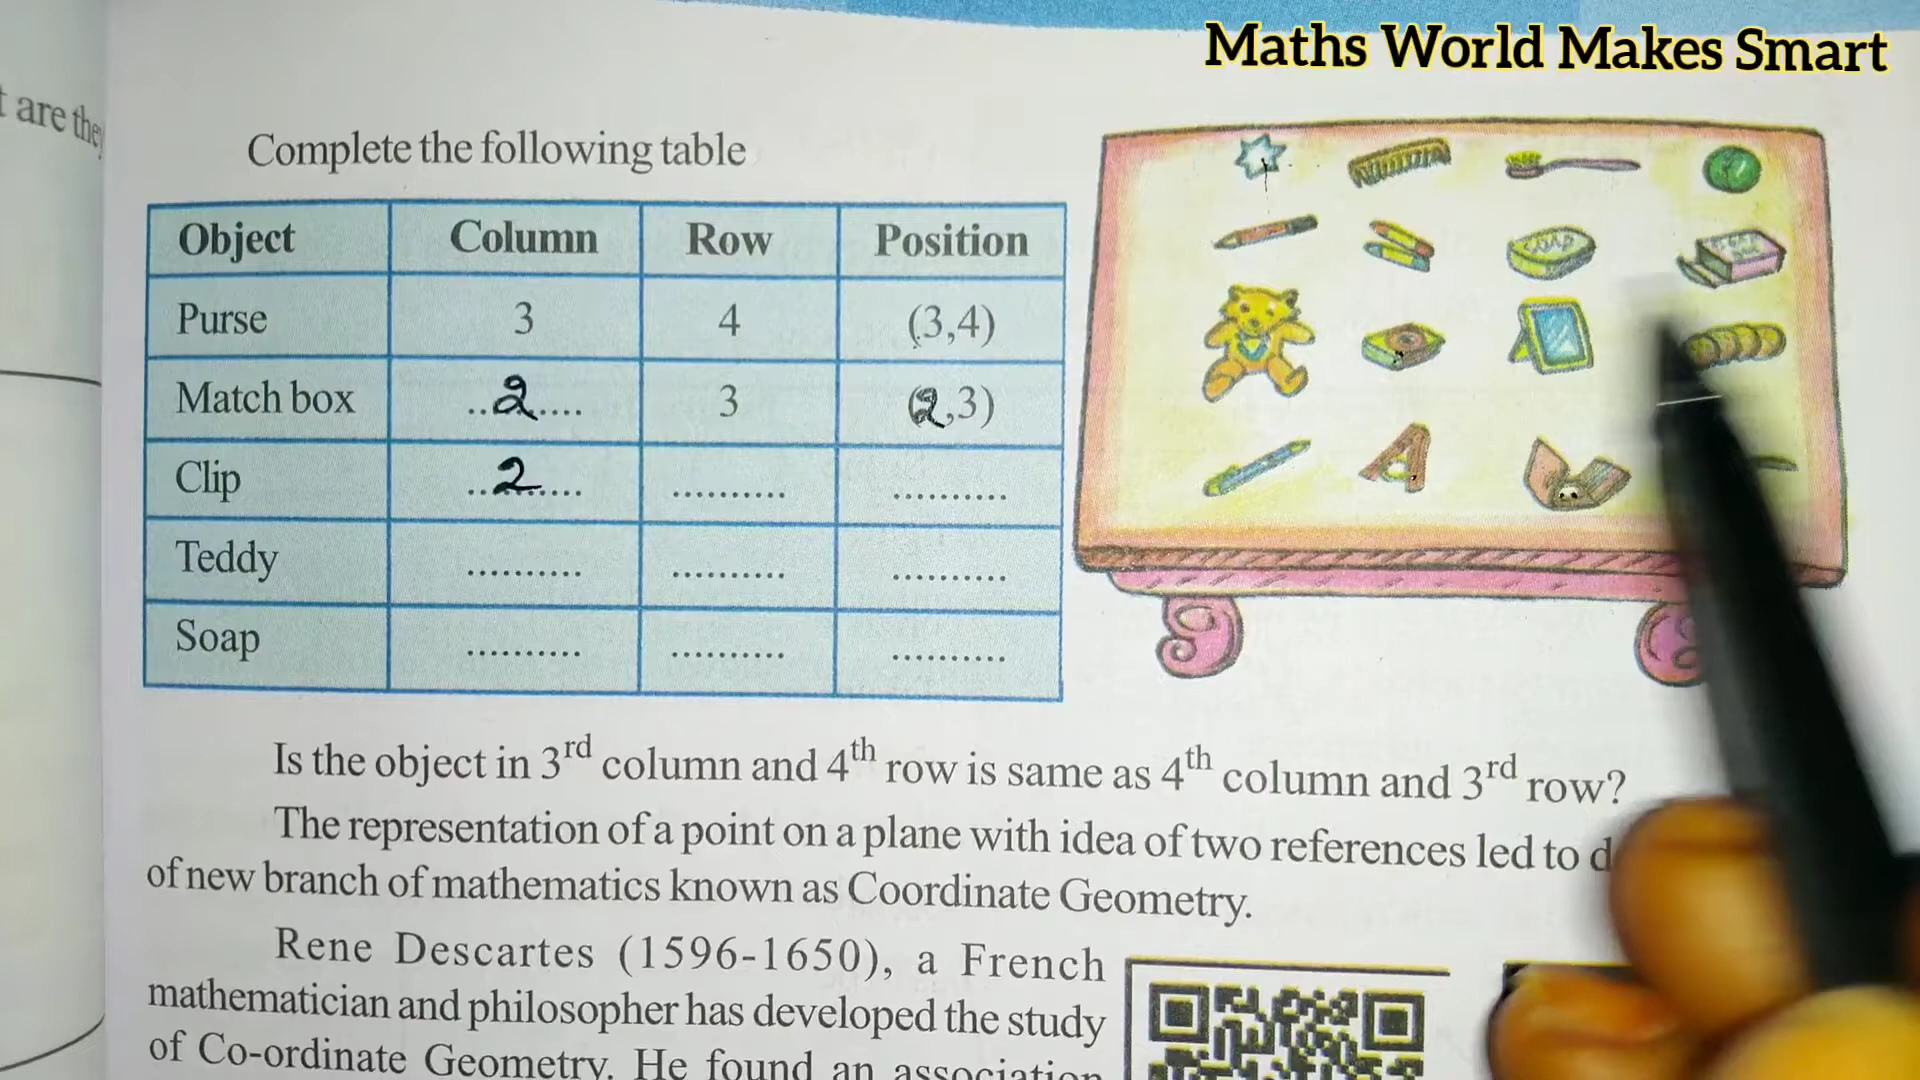 Maths World Makes Smart
t are they
Complete the following table
Object Column Row Position
Purse 3 4 (3,4)
Match box ..2.... 3 (2,3)
Clip ..2...... .......... ..........
Teddy .......... .......... ..........
Soap .......... .......... ..........
SOAP
Is the object in 3rd column and 4th row is same as 4th column and 3rd row?
The representation of a point on a plane with idea of two references led to
of new branch of mathematics known as Coordinate Geometry.
Rene Descartes (1596-1650), a French
mathematician and philosopher has developed the study
of Co-ordinate Geometry. He found an association